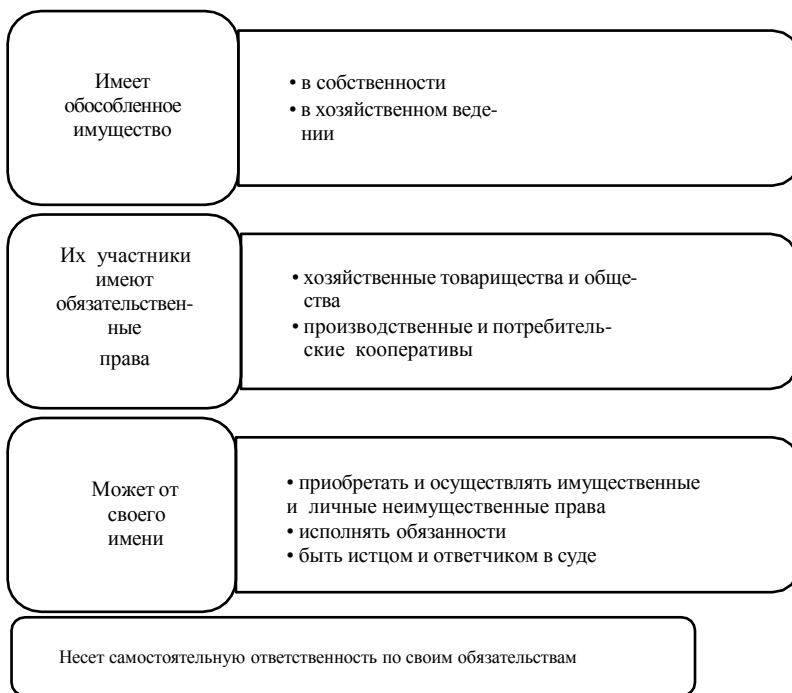 Имеет
обособленное
имущество
• в собственности
• в хозяйственном веде-
нии
Их участники
имеют
обязательствен-
ные
права
• хозяйственные товарищества и обще-
ства
• производственные и потребитель-
ские кооперативы
Может от
своего
имени
• приобретать и осуществлять имущественные
и личные неимущественные права
• исполнять обязанности
• быть истцом и ответчиком в суде
Несет самостоятельную ответственность по своим обязательствам